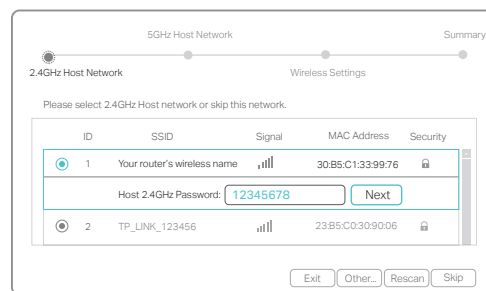 5GHz Host Network
Summary
2.4GHz Host Network
Wireless Settings
Please select 2.4GHz Host network or skip this network.
ID SSID Signal MAC Address Security
1 Your router's wireless name 30:B5:C1:33:99:76
Host 2.4GHz Password: 12345678 Next
2 TP_LINK_123456 23:B5:C0:30:90:06
Exit Other... Rescan Skip